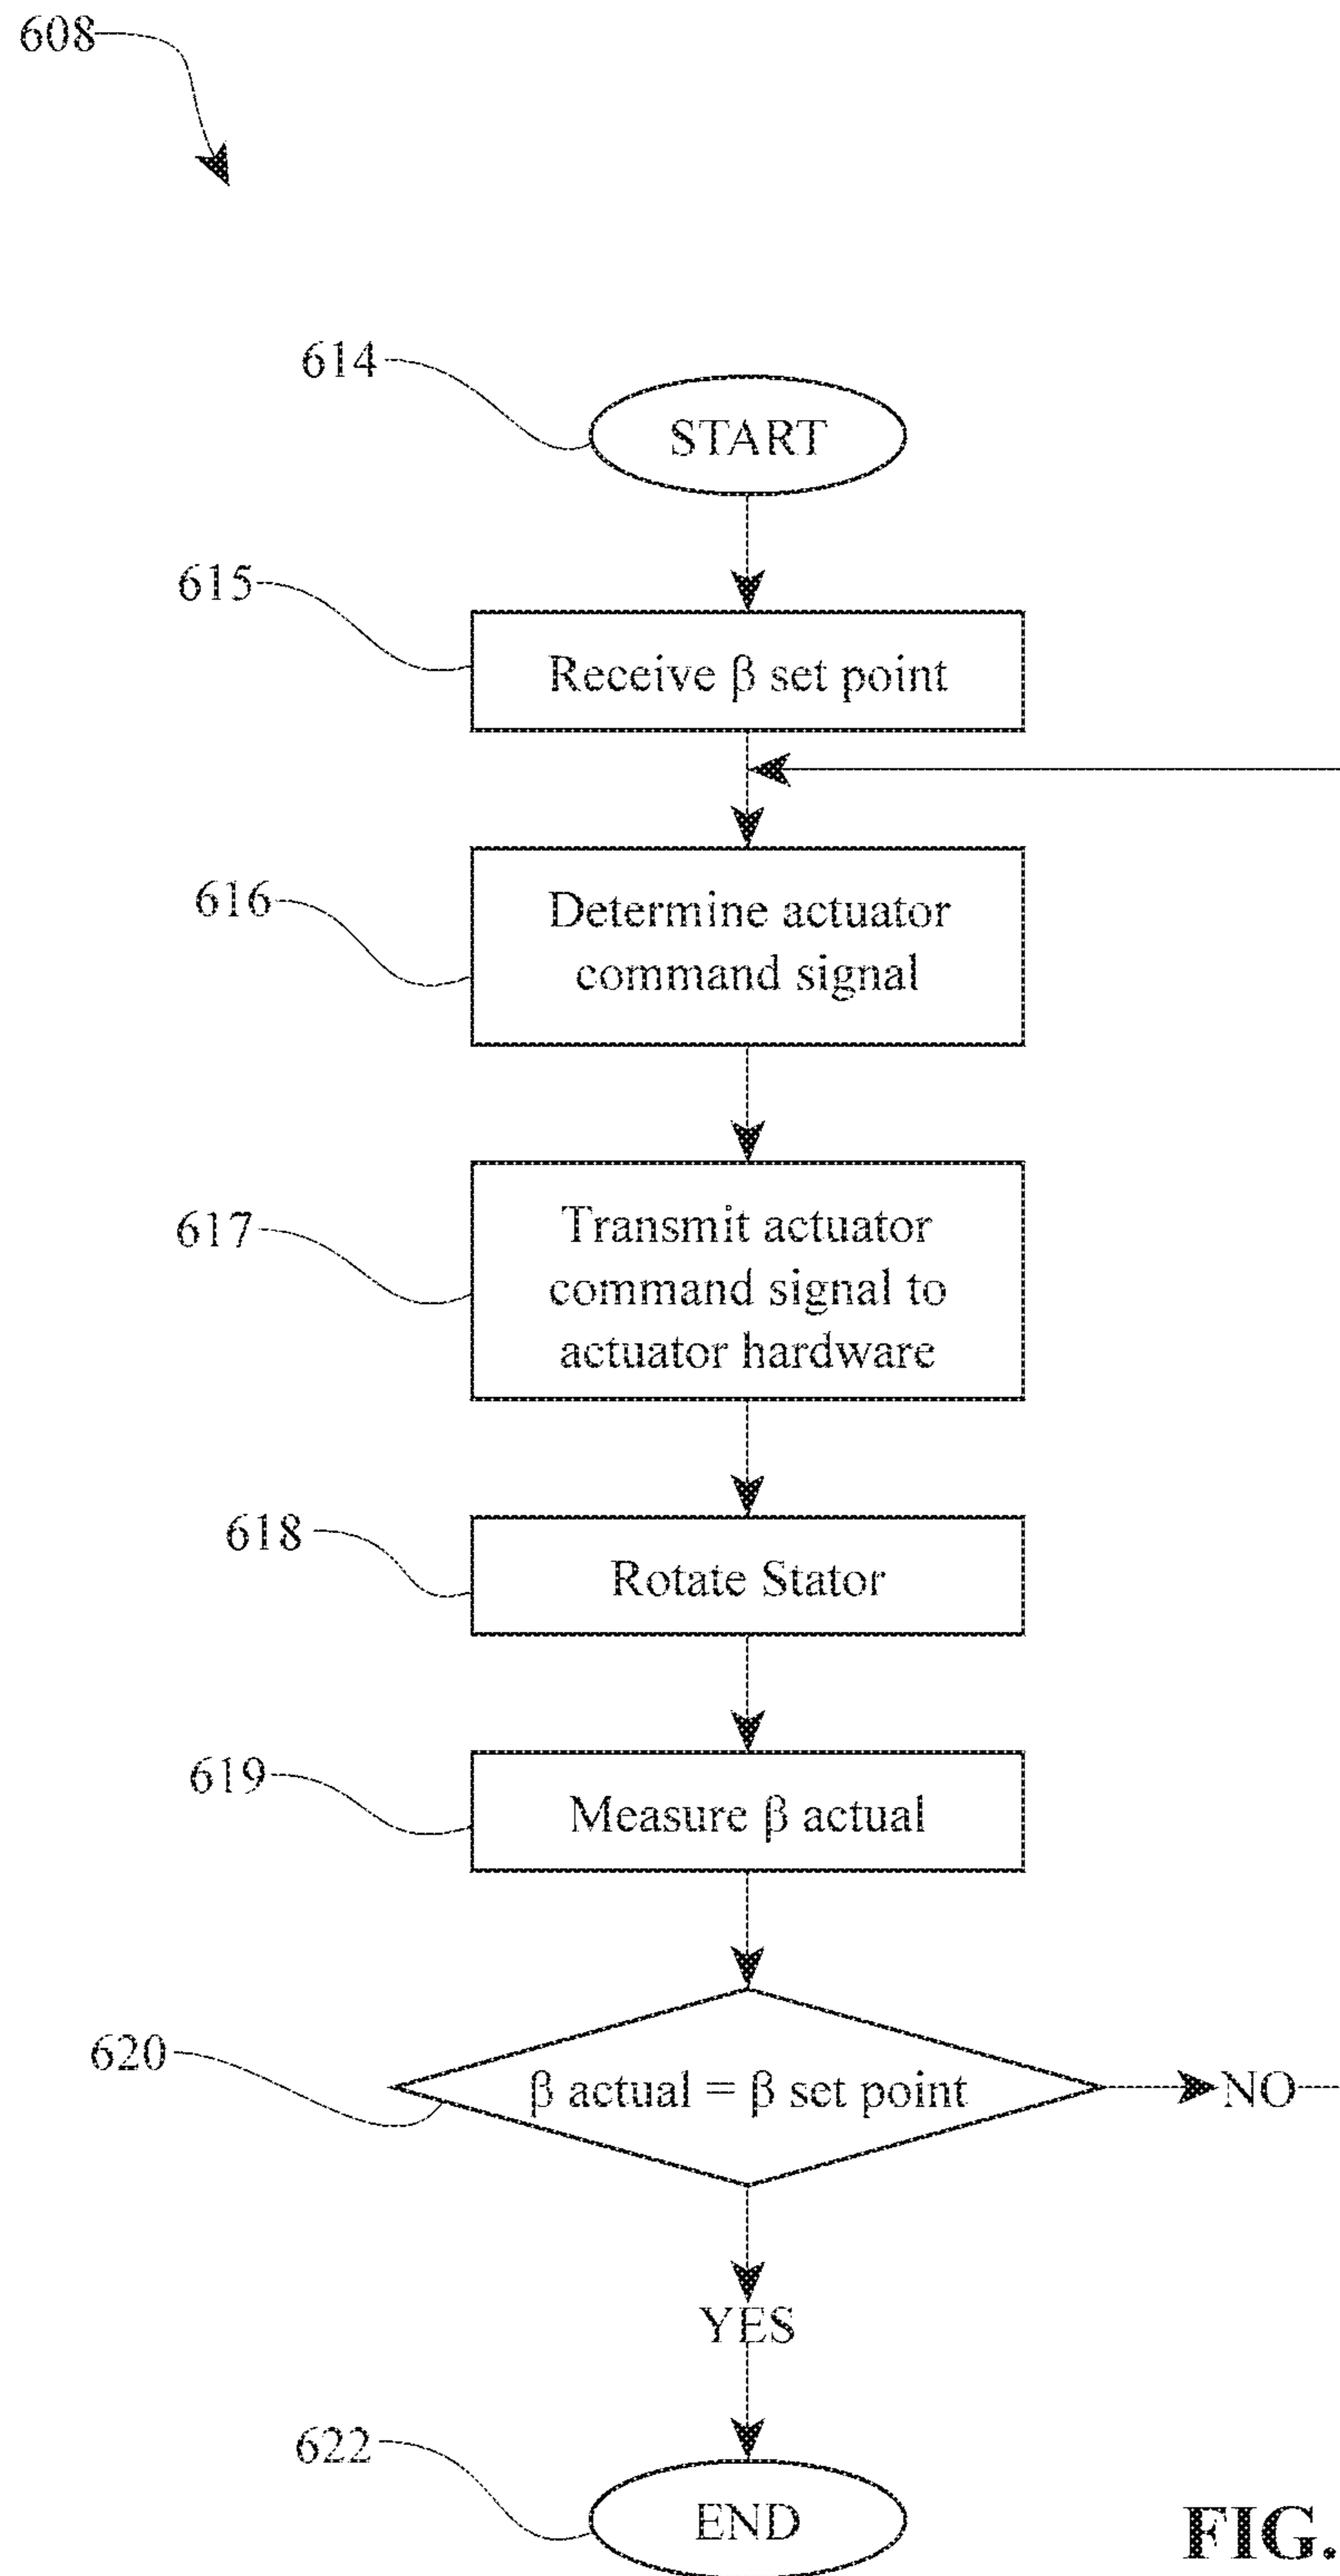 608
614
START
615
Receive β set point
616
Determine actuator
command signal
617
Transmit actuator
command signal to
actuator hardware
618
Rotate Stator
619
Measure β actual
620
β actual = β set point
NO
YES
622
END
FIG.